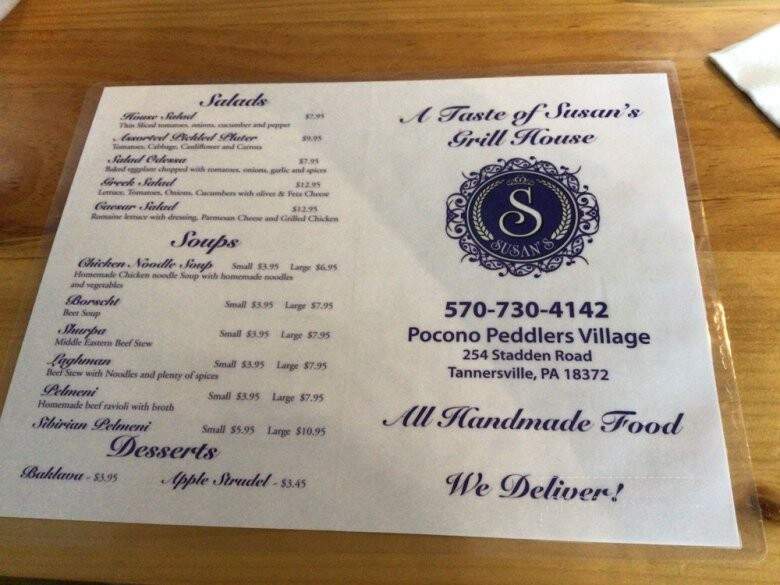 Salads
House Salad $7.95
Thin Sliced tomatoes, onions, cucumber and pepper
Assorted Pickled Plater $9.95
Tomatoes, Cabbage, Cauliflower and Carrots
Salad Odessa $7.95
Baked eggplant chopped with tomatoes, onions, garlic and spices
Greek Salad $12.95
Lettuce, Tomatoes, Onions, Cucumbers with olives & Feta Cheese
Caesar Salad $12.95
Romaine lettuce with dressing, Parmesan Cheese and Grilled Chicken
Soups
Chicken Noodle Soup Small $3.95 Large $6.95
Homemade Chicken noodle Soup with homemade noodles
and vegetables
Borscht Small $3.95 Large $7.95
Beet Soup
Shurpa Small $3.95 Large $7.95
Middle Eastern Beef Stew
Laghman Small $3.95 Large $7.95
Beef Stew with Noodles and plenty of spices
Pelmeni Small $3.95 Large $7.95
Homemade beef ravioli with broth
Sibirian Pelmeni Small $5.95 Large $10.95
Desserts
Baklava - $3.95 Apple Strudel - $3.45
A Taste of Susan's
Grill House
S
SUSAN'S
570-730-4142
Pocono Peddlers Village
254 Stadden Road
Tannersville, PA 18372
All Handmade Food
We Deliver!